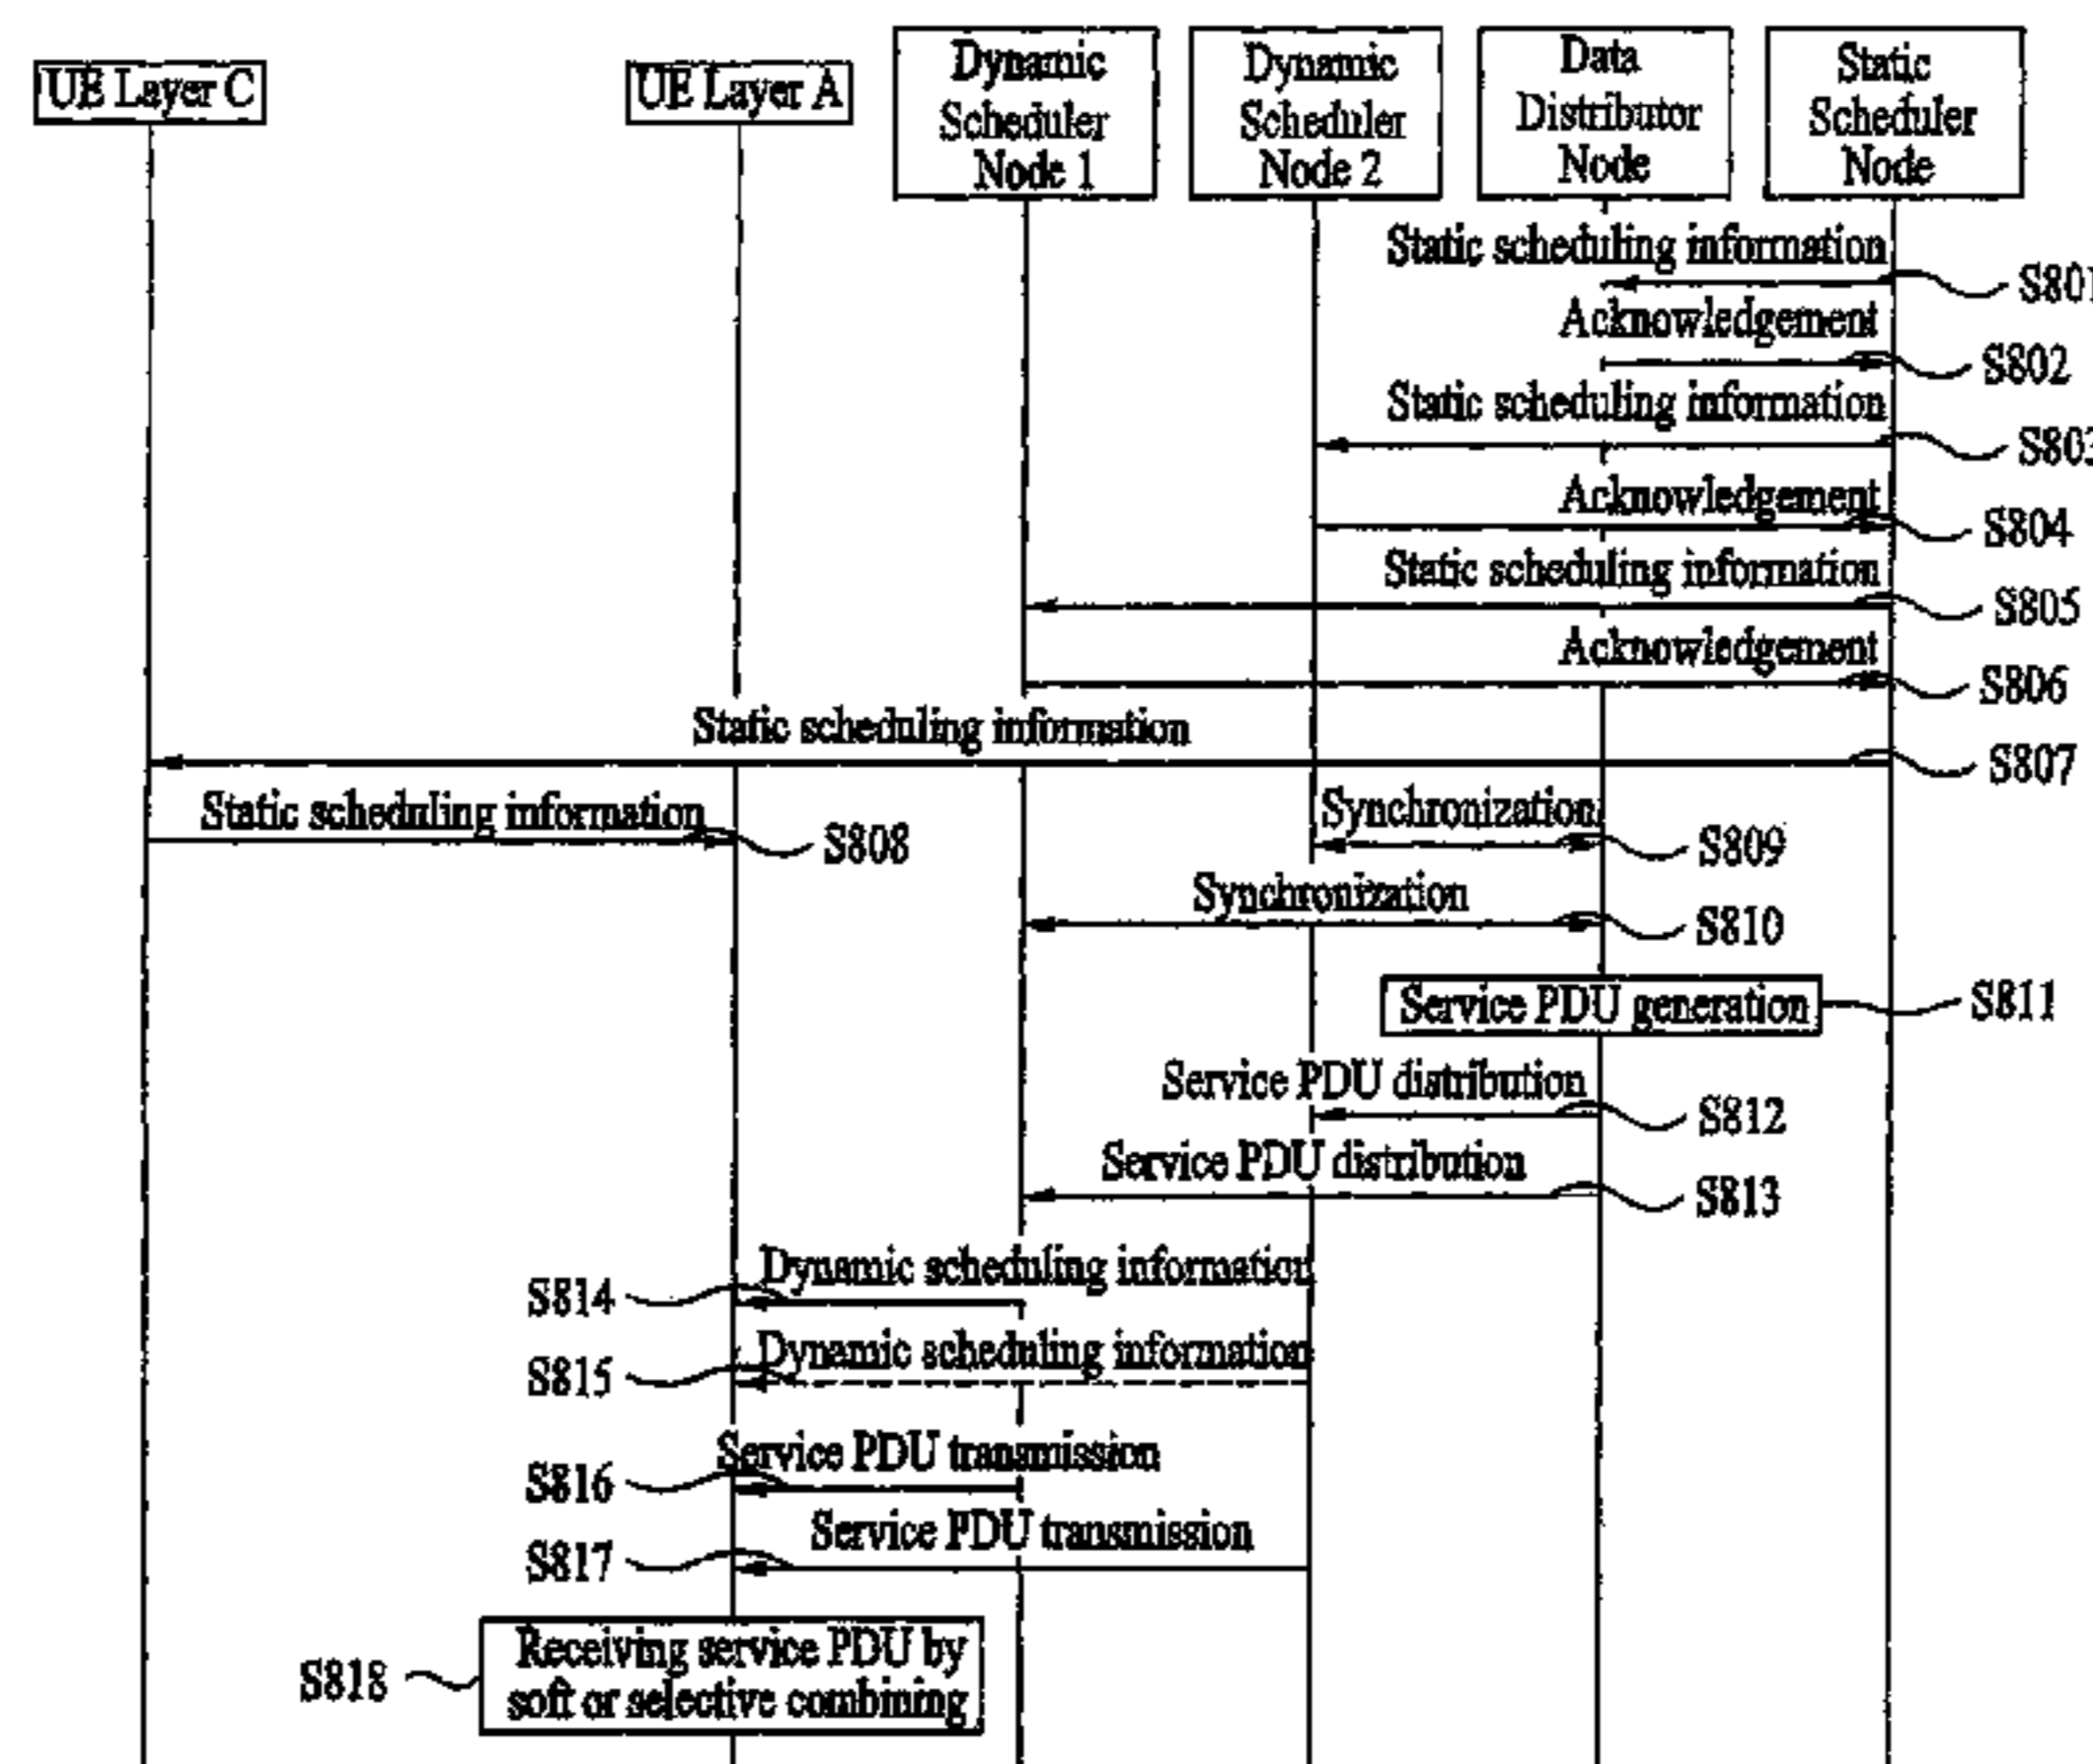 UE Layer C
UE Layer A
Dynamic
Scheduler
Node 1
Dynamic
Scheduler
Node 2
Data
Distributor
Node
Static
Scheduler
Node
Static scheduling information
S801
Acknowledgement
S802
Static scheduling information
S803
Acknowledgement
S804
Static scheduling information
S805
Acknowledgement
S806
Static scheduling information
S807
Static scheduling information
S808
Synchronization
S809
Synchronization
S810
Service PDU generation
S811
Service PDU distribution
S812
Service PDU distribution
S813
Dynamic scheduling information
S814
Dynamic scheduling information
S815
Service PDU transmission
S816
Service PDU transmission
S817
Receiving service PDU by
soft or selective combining
S818